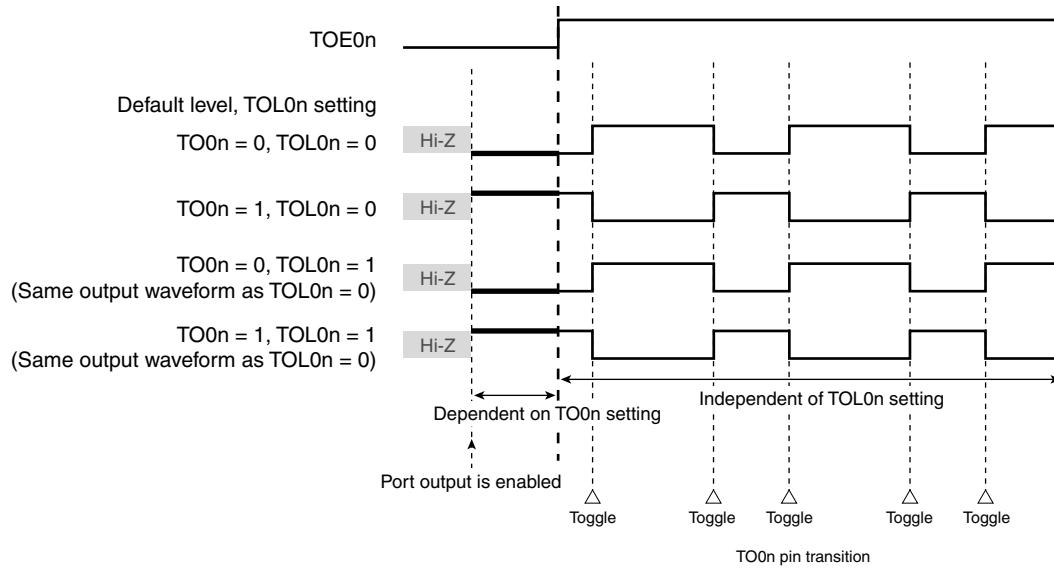 TOE0n
Default level, TOL0n setting
TO0n = 0, TOL0n = 0
Hi-Z
TO0n = 1, TOL0n = 0
Hi-Z
TO0n = 0, TOL0n = 1
(Same output waveform as TOL0n = 0)
Hi-Z
TO0n = 1, TOL0n = 1
(Same output waveform as TOL0n = 0)
Hi-Z
Dependent on TO0n setting
Independent of TOL0n setting
Port output is enabled
Toggle
Toggle
Toggle
Toggle
Toggle
TO0n pin transition